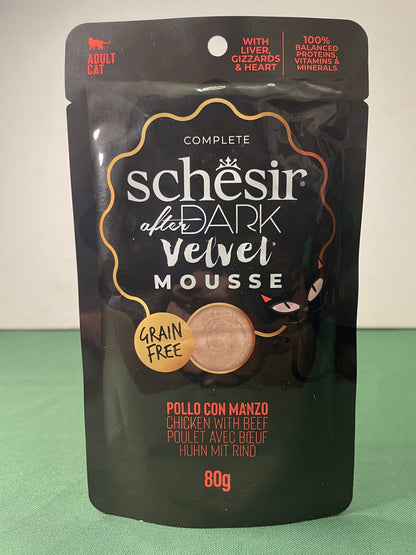 ADULT
CAT
WITH
LIVER,
GIZZARDS
& HEART
100%
BALANCED
PROTEINS,
VITAMINS &
MINERALS
COMPLETE
schesir®
after DARK
Velvet
MOUSSE
GRAIN
FREE
POLLO CON MANZO
CHICKEN WITH BEEF
POULET AVEC BŒUF
HUHN MIT RIND
80g